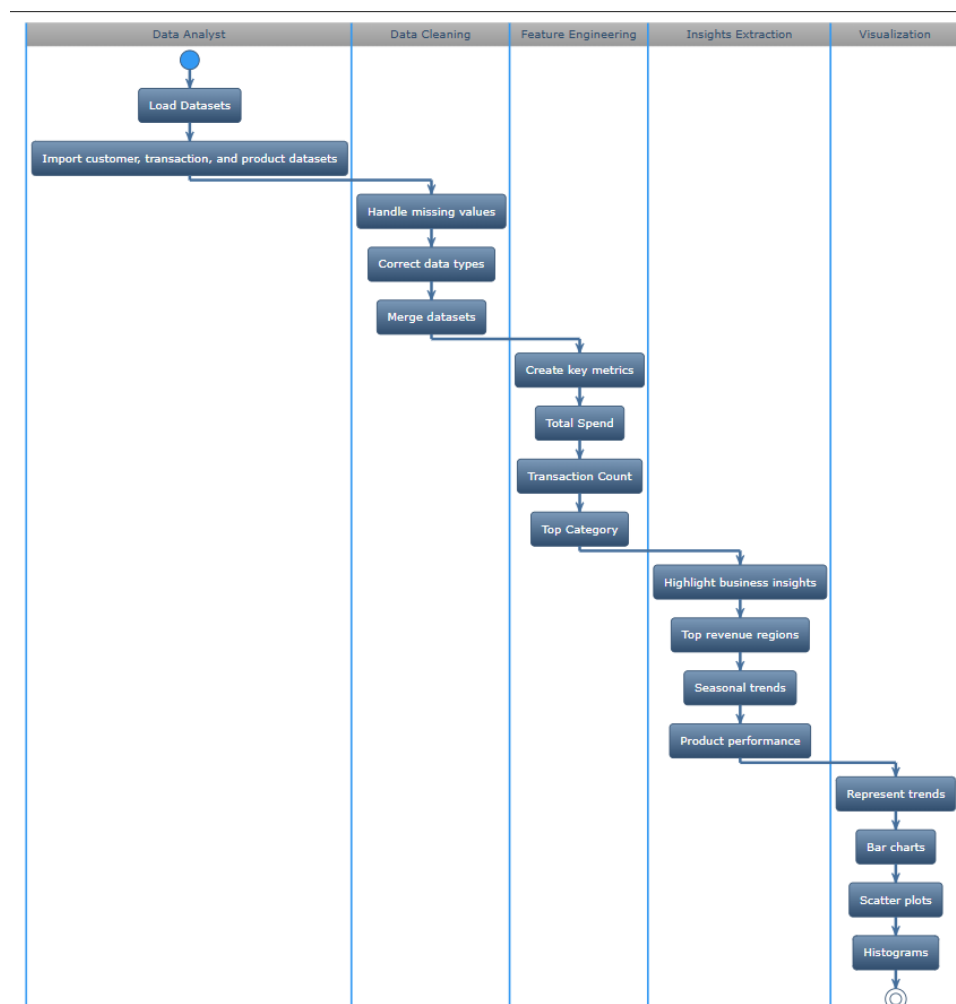 Data Analyst
Data Cleaning
Feature Engineering
Insights Extraction
Visualization
Load Datasets
Import customer, transaction, and product datasets
Handle missing values
Correct data types
Merge datasets
Create key metrics
Total Spend
Transaction Count
Top Category
Highlight business insights
Top revenue regions
Seasonal trends
Product performance
Represent trends
Bar charts
Scatter plots
Histograms